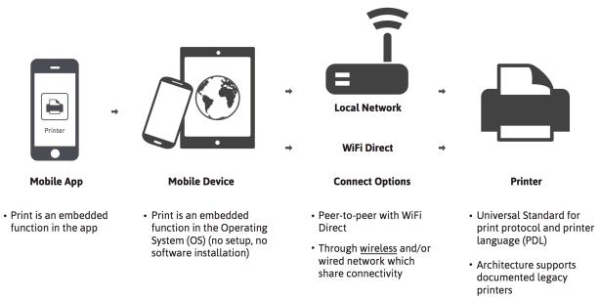 Printer
Local Network
WiFi Direct
Mobile App
Mobile Device
Connect Options
Printer
• Print is an embedded
function in the app
• Print is an embedded
function in the Operating
System (OS) (no setup, no
software installation)
• Peer-to-peer with WiFi
Direct
• Through wireless and/or
wired network which
share connectivity
• Universal Standard for
print protocol and printer
language (PDL)
• Architecture supports
documented legacy
printers